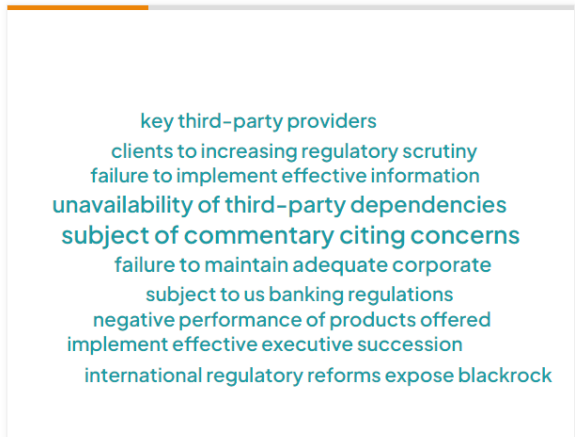 key third-party providers
clients to increasing regulatory scrutiny
failure to implement effective information
unavailability of third-party dependencies
subject of commentary citing concerns
failure to maintain adequate corporate
subject to us banking regulations
negative performance of products offered
implement effective executive succession
international regulatory reforms expose blackrock